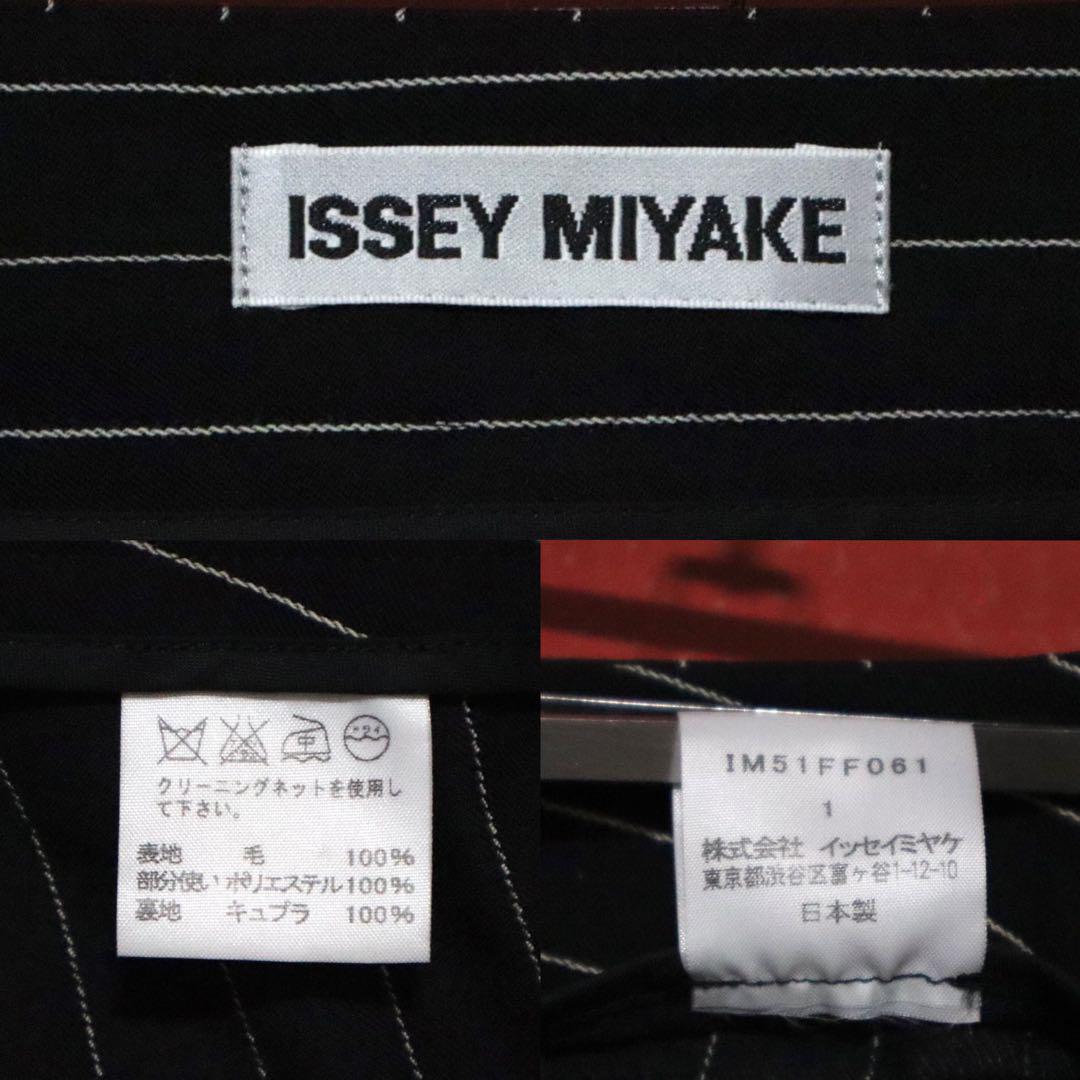 ISSEY MIYAKE
クリーニングネットを使用し
て下さい。
表地 毛 100%
部分使い ポリエステル 100%
裏地 キュプラ 100%
IM51FF061
1
株式会社 イッセイミヤケ
東京都渋谷区富ヶ谷1-12-10
日本製